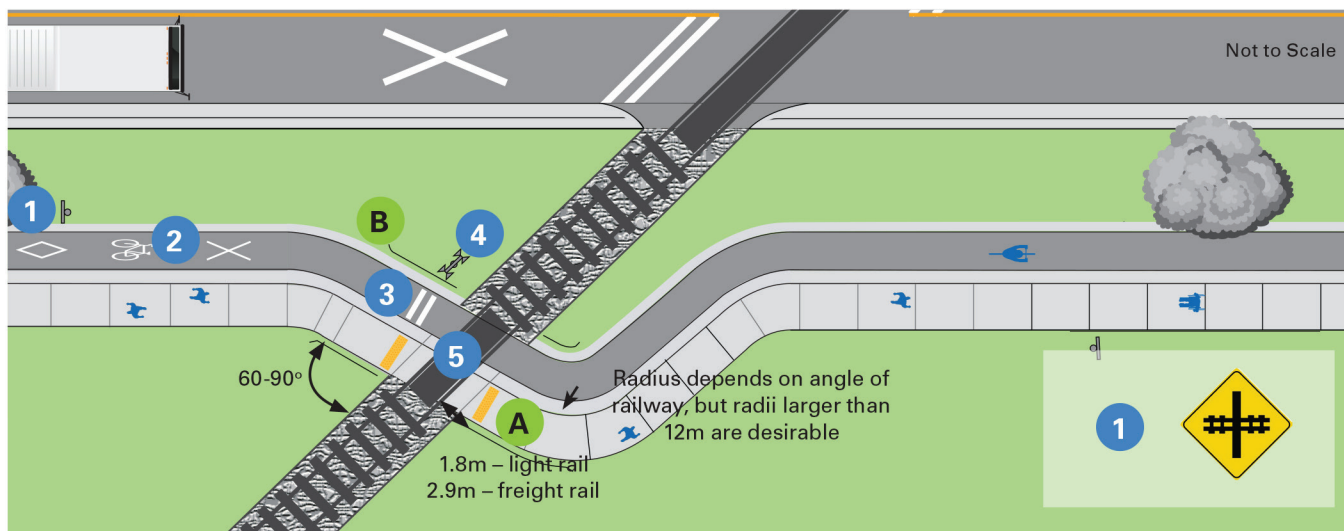 Not to Scale
1
B
4
2
3
5
60-90º
Radius depends on angle of
railway, but radii larger than
12m are desirable
A
1.8m – light rail
2.9m – freight rail
1